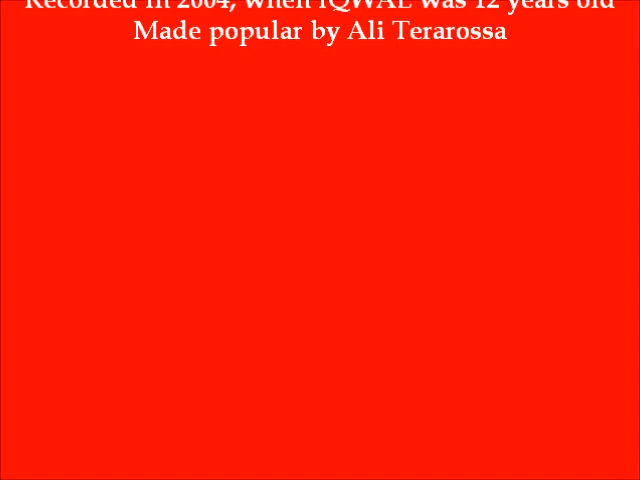 Recorded in 2004, when IQWAL was 12 years old
Made popular by Ali Terarossa